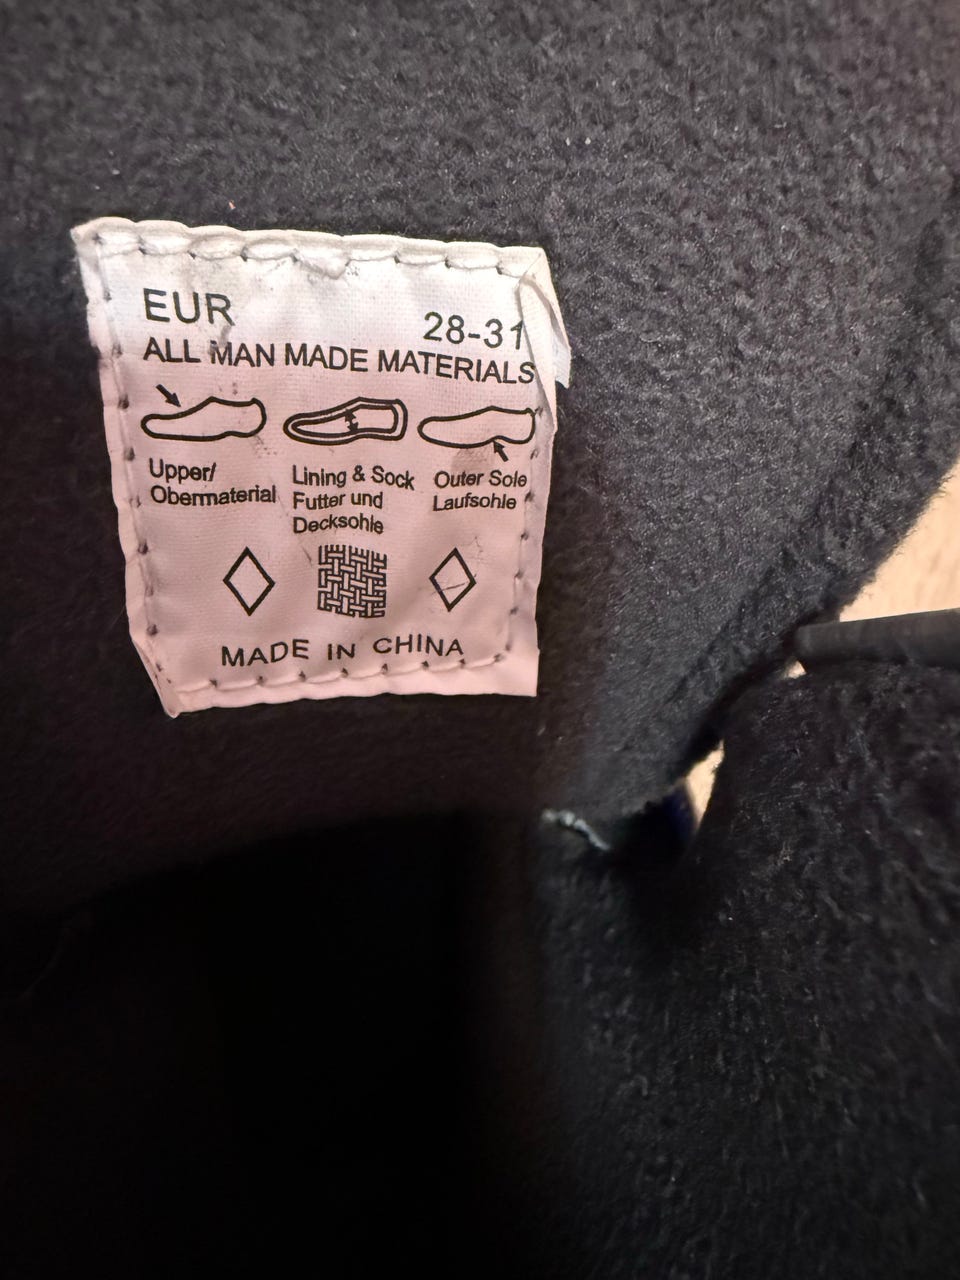 EUR 28-31
ALL MAN MADE MATERIALS
Upper/
Obermaterial
Lining & Sock
Futter und
Decksohle
Outer Sole
Laufsohle
MADE IN CHINA